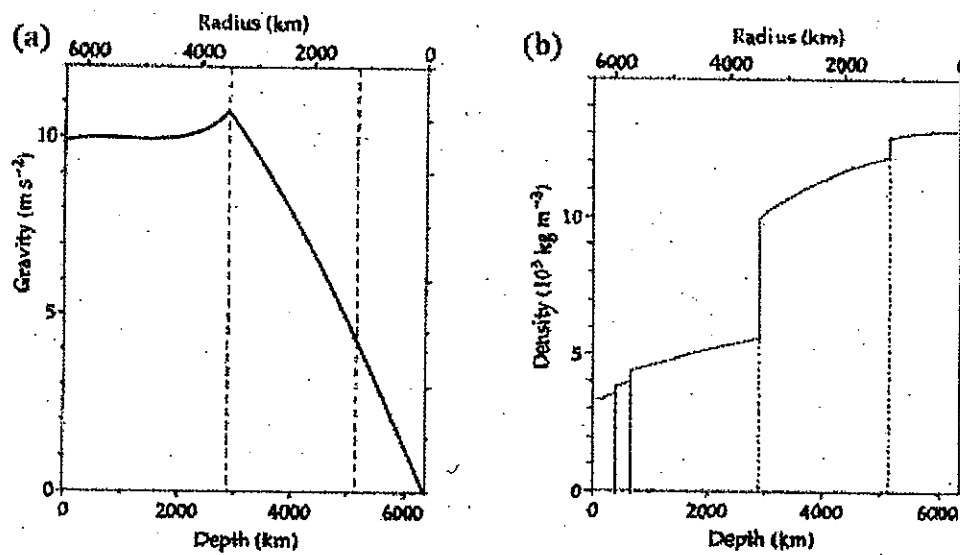 (a)
Radius (km)
6000 4000 2000 0
Gravity (m s⁻²)
10
5
0
0 2000 4000 6000
Depth (km)
(b)
Radius (km)
6000 4000 2000 0
Density (10³ kg m⁻³)
10
5
0
0 2000 4000 6000
Depth (km)